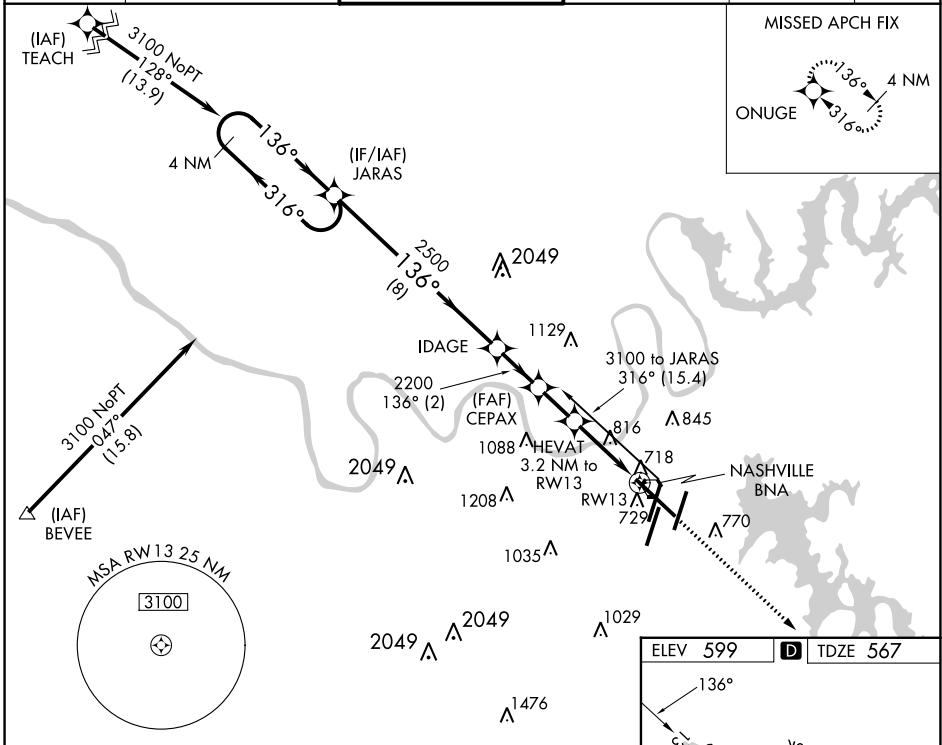 (IAF)
TEACH
3100 NoPT
128°
(13.9)
4 NM
136°
316°
(IF/IAF)
JARAS
MISSED APCH FIX
ONUGE
136°
316°
4 NM
2500
136°
(8)
2049
1129
IDAGE
2200
136° (2)
(FAF)
CEPAX
3100 to JARAS
316° (15.4)
816
845
1088
HEVAT
3.2 NM to
RW13
718
NASHVILLE
BNA
RW13
729
770
3100 NoPT
047°
(15.8)
(IAF)
BEVEE
2049
1208
1035
MSA RW13 25 NM
3100
2049
2049
1029
1476
ELEV 599
D
TDZE 567
136°